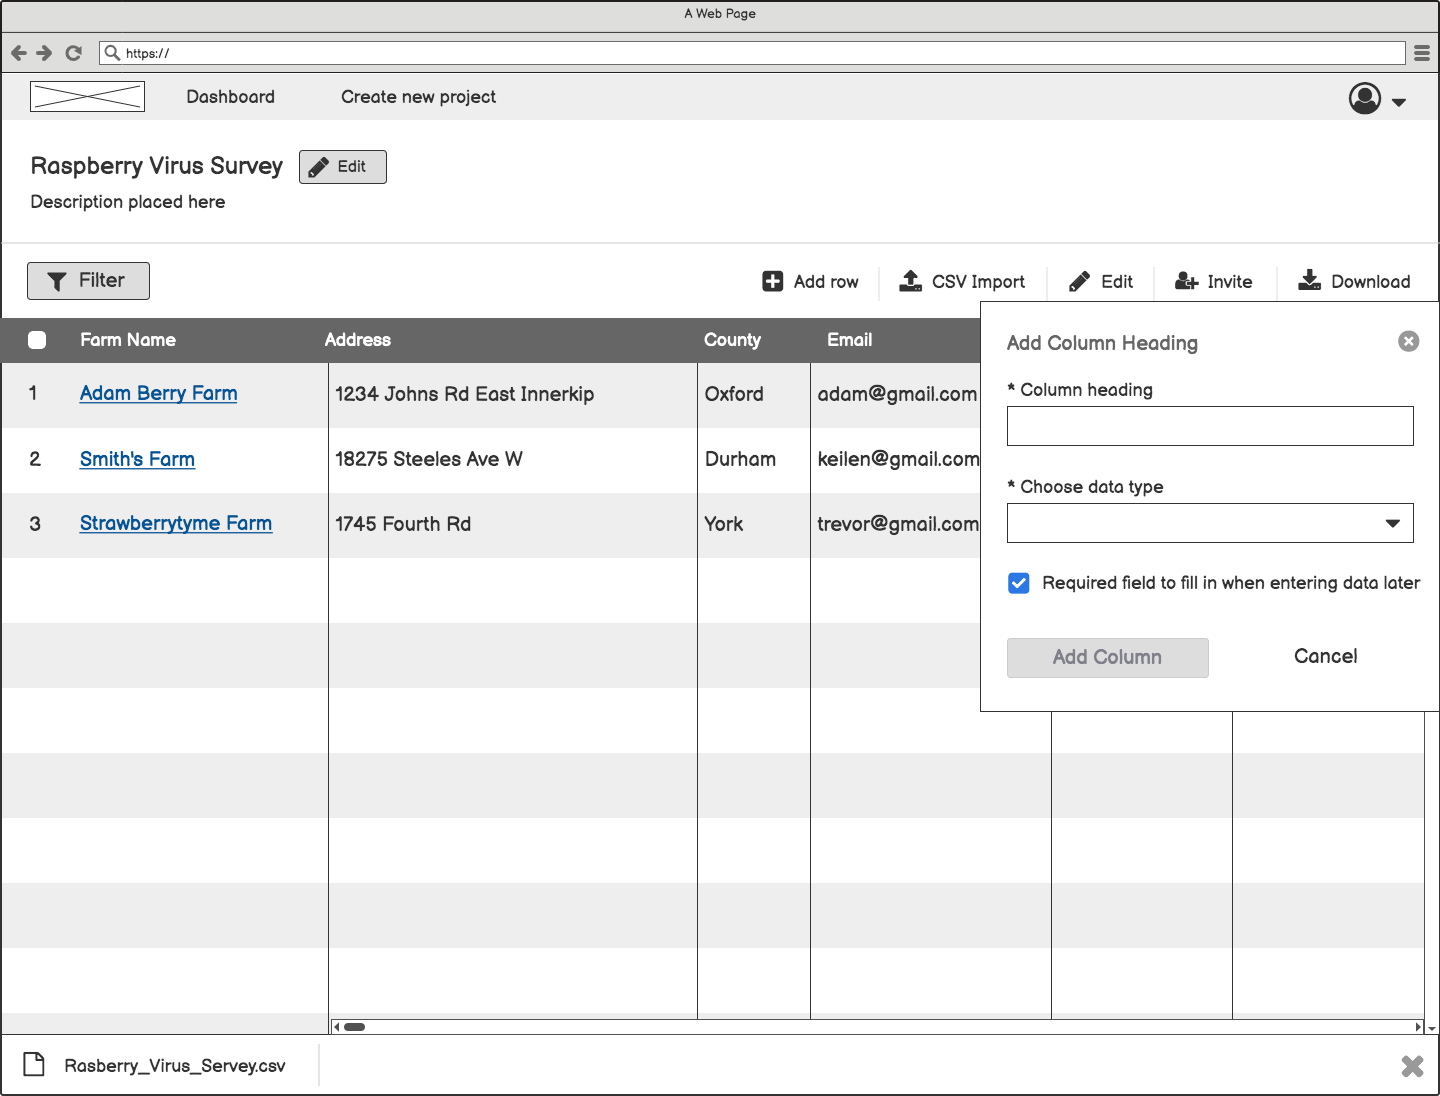 A Web Page
https://
Dashboard
Create new project
Raspberry Virus Survey
Edit
Description placed here
Filter
Add row
CSV Import
Edit
Invite
Download
Farm Name
Address
County
Email
1
Adam Berry Farm
1234 Johns Rd East Innerkip
Oxford
adam@gmail.com
2
Smith's Farm
18275 Steeles Ave W
Durham
keilen@gmail.com
3
Strawberrytyme Farm
1745 Fourth Rd
York
trevor@gmail.com
Add Column Heading
* Column heading
* Choose data type
Required field to fill in when entering data later
Add Column
Cancel
Rasberry_Virus_Servey.csv